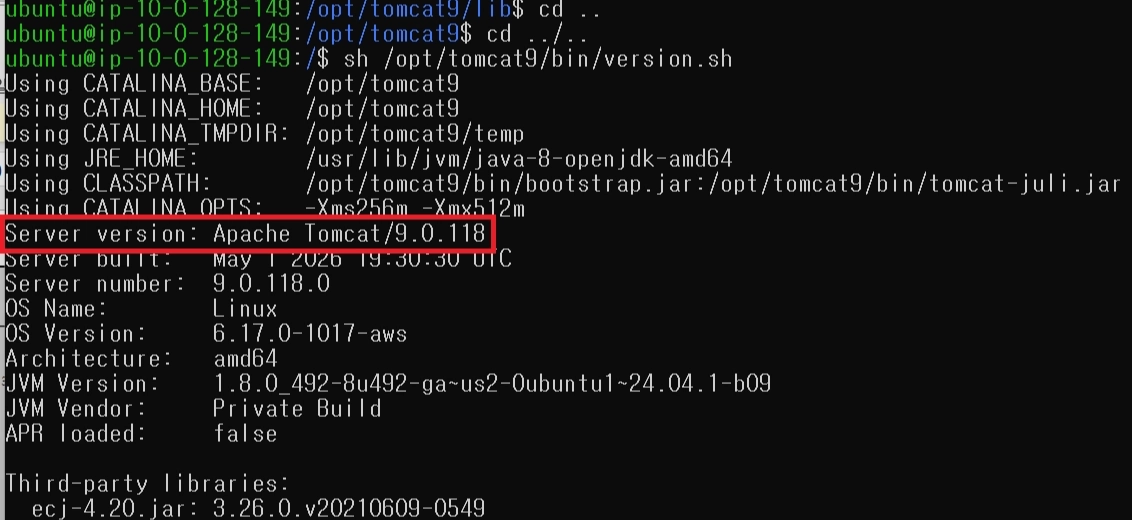 ubuntu@ip-10-0-128-149:/opt/tomcat9/lib$ cd ..
ubuntu@ip-10-0-128-149:/opt/tomcat9$ cd ../..
ubuntu@ip-10-0-128-149:/$ sh /opt/tomcat9/bin/version.sh
Using CATALINA_BASE:   /opt/tomcat9
Using CATALINA_HOME:   /opt/tomcat9
Using CATALINA_TMPDIR: /opt/tomcat9/temp
Using JRE_HOME:        /usr/lib/jvm/java-8-openjdk-amd64
Using CLASSPATH:       /opt/tomcat9/bin/bootstrap.jar:/opt/tomcat9/bin/tomcat-juli.jar
Using CATALINA_OPTS:   -Xms256m -Xmx512m
Server version: Apache Tomcat/9.0.118
Server built:   May 1 2026 19:30:30 UTC
Server number:  9.0.118.0
OS Name:        Linux
OS Version:     6.17.0-1017-aws
Architecture:   amd64
JVM Version:    1.8.0_492-8u492-ga~us2-0ubuntu1~24.04.1-b09
JVM Vendor:     Private Build
APR loaded:     false
Third-party libraries:
  ecj-4.20.jar: 3.26.0.v20210609-0549